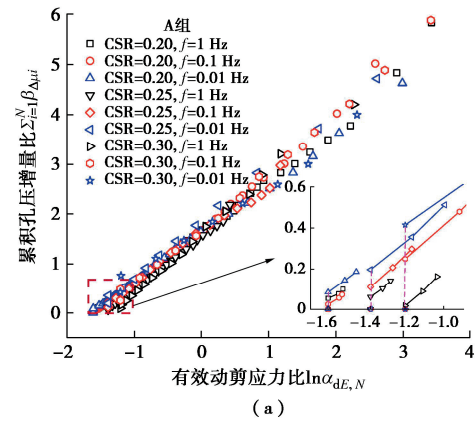 A组
CSR=0.20, f=1 Hz
CSR=0.20, f=0.1 Hz
CSR=0.20, f=0.01 Hz
CSR=0.25, f=1 Hz
CSR=0.25, f=0.1 Hz
CSR=0.25, f=0.01 Hz
CSR=0.30, f=1 Hz
CSR=0.30, f=0.1 Hz
CSR=0.30, f=0.01 Hz
累积孔压增量比Σ_{i=1}^{N}β_{Δμi}
6
5
4
3
2
1
0
−2
−1
0
1
2
3
4
0.6
0.4
0.2
0
−1.6
−1.4
−1.2
−1.0
有效动剪应力比lnα_{dE, N}
(a)